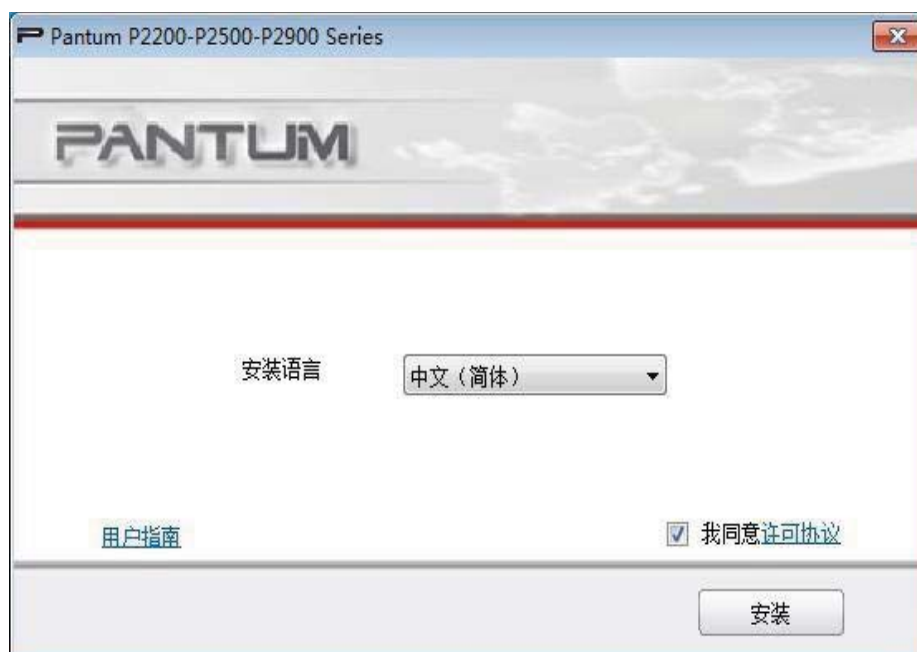 Pantum P2200-P2500-P2900 Series
PANTUM
安装语言
中文（简体）
用户指南
我同意许可协议
安装